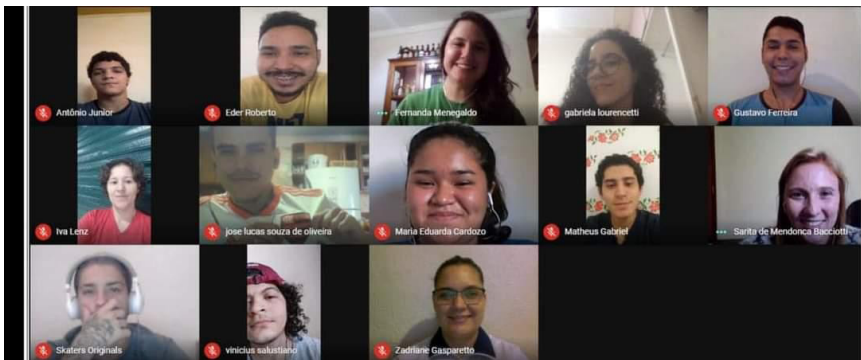 Antônio Junior
Eder Roberto
Fernanda Menegaldo
gabriela lourencetti
Gustavo Ferreira
Iva Lenz
jose lucas souza de oliveira
Maria Eduarda Cardozo
Matheus Gabriel
Sarita de Mendonca Bacciotti
Skaters Originals
vinicius salustiano
Zadriane Gasparetto